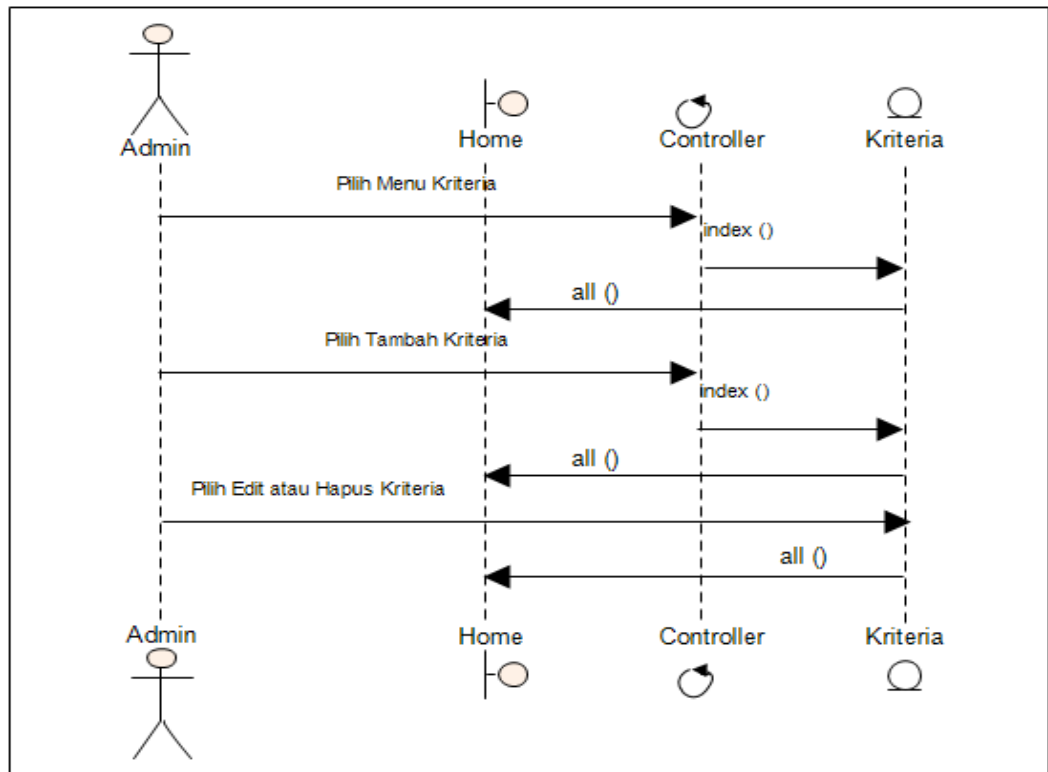 Admin
Home
Controller
Kriteria
Pilih Menu Kriteria
index ()
all ()
Pilih Tambah Kriteria
index ()
all ()
Pilih Edit atau Hapus Kriteria
all ()
Admin
Home
Controller
Kriteria